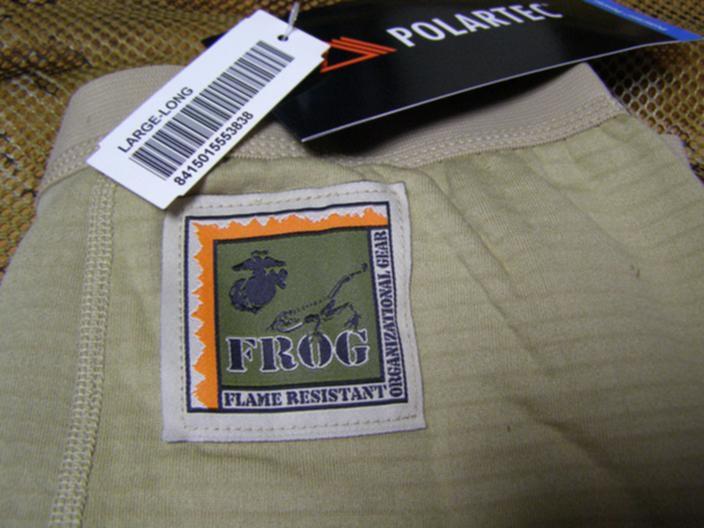 POLARTEC
LARGE-LONG
8415015553838
FROG
FLAME RESISTANT
ORGANIZATIONAL GEAR